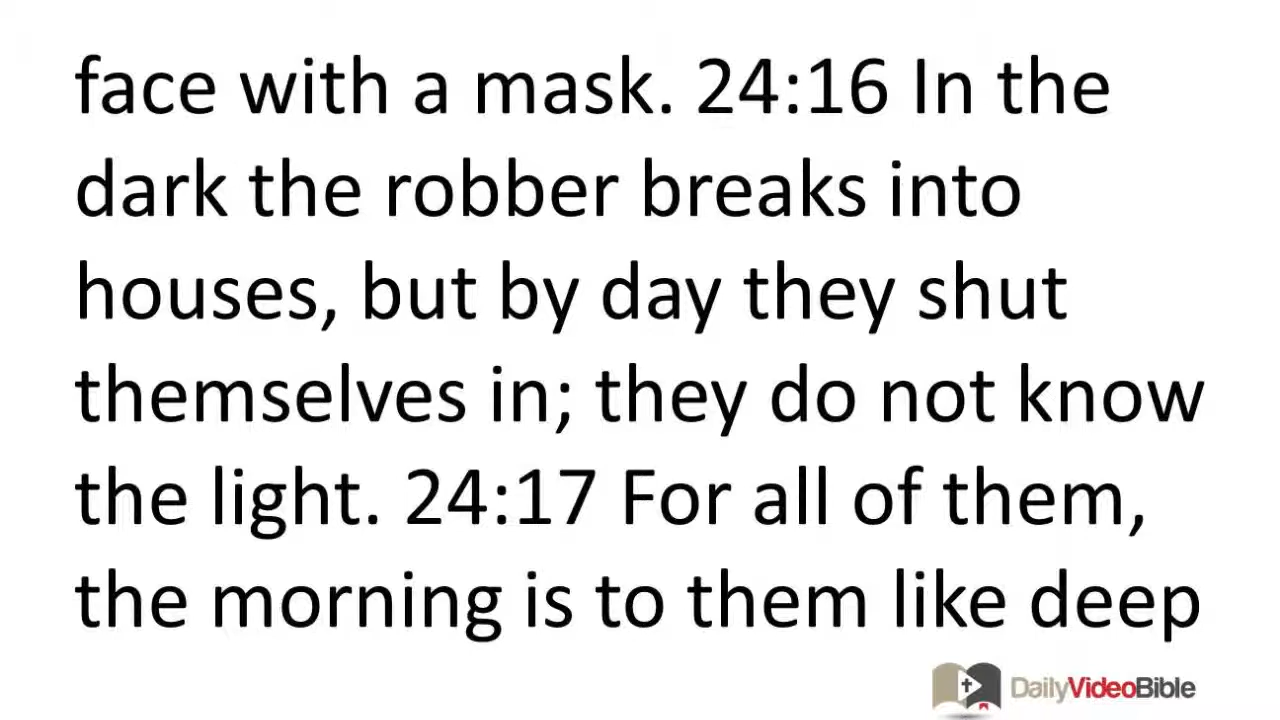 face with a mask. 24:16 In the
dark the robber breaks into
houses, but by day they shut
themselves in; they do not know
the light. 24:17 For all of them,
the morning is to them like deep
DailyVideoBible